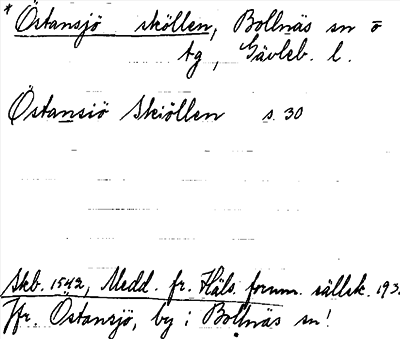 * Östansjö sköllen, Bollnäs sn o
tg, Gävleb. l.
Östansiö Skiöllen s. 30
Skb. 1542, Medd. fr. Häls. fornm. sällsk. 193.
Jfr. Östansjö, by i Bollnäs sn!